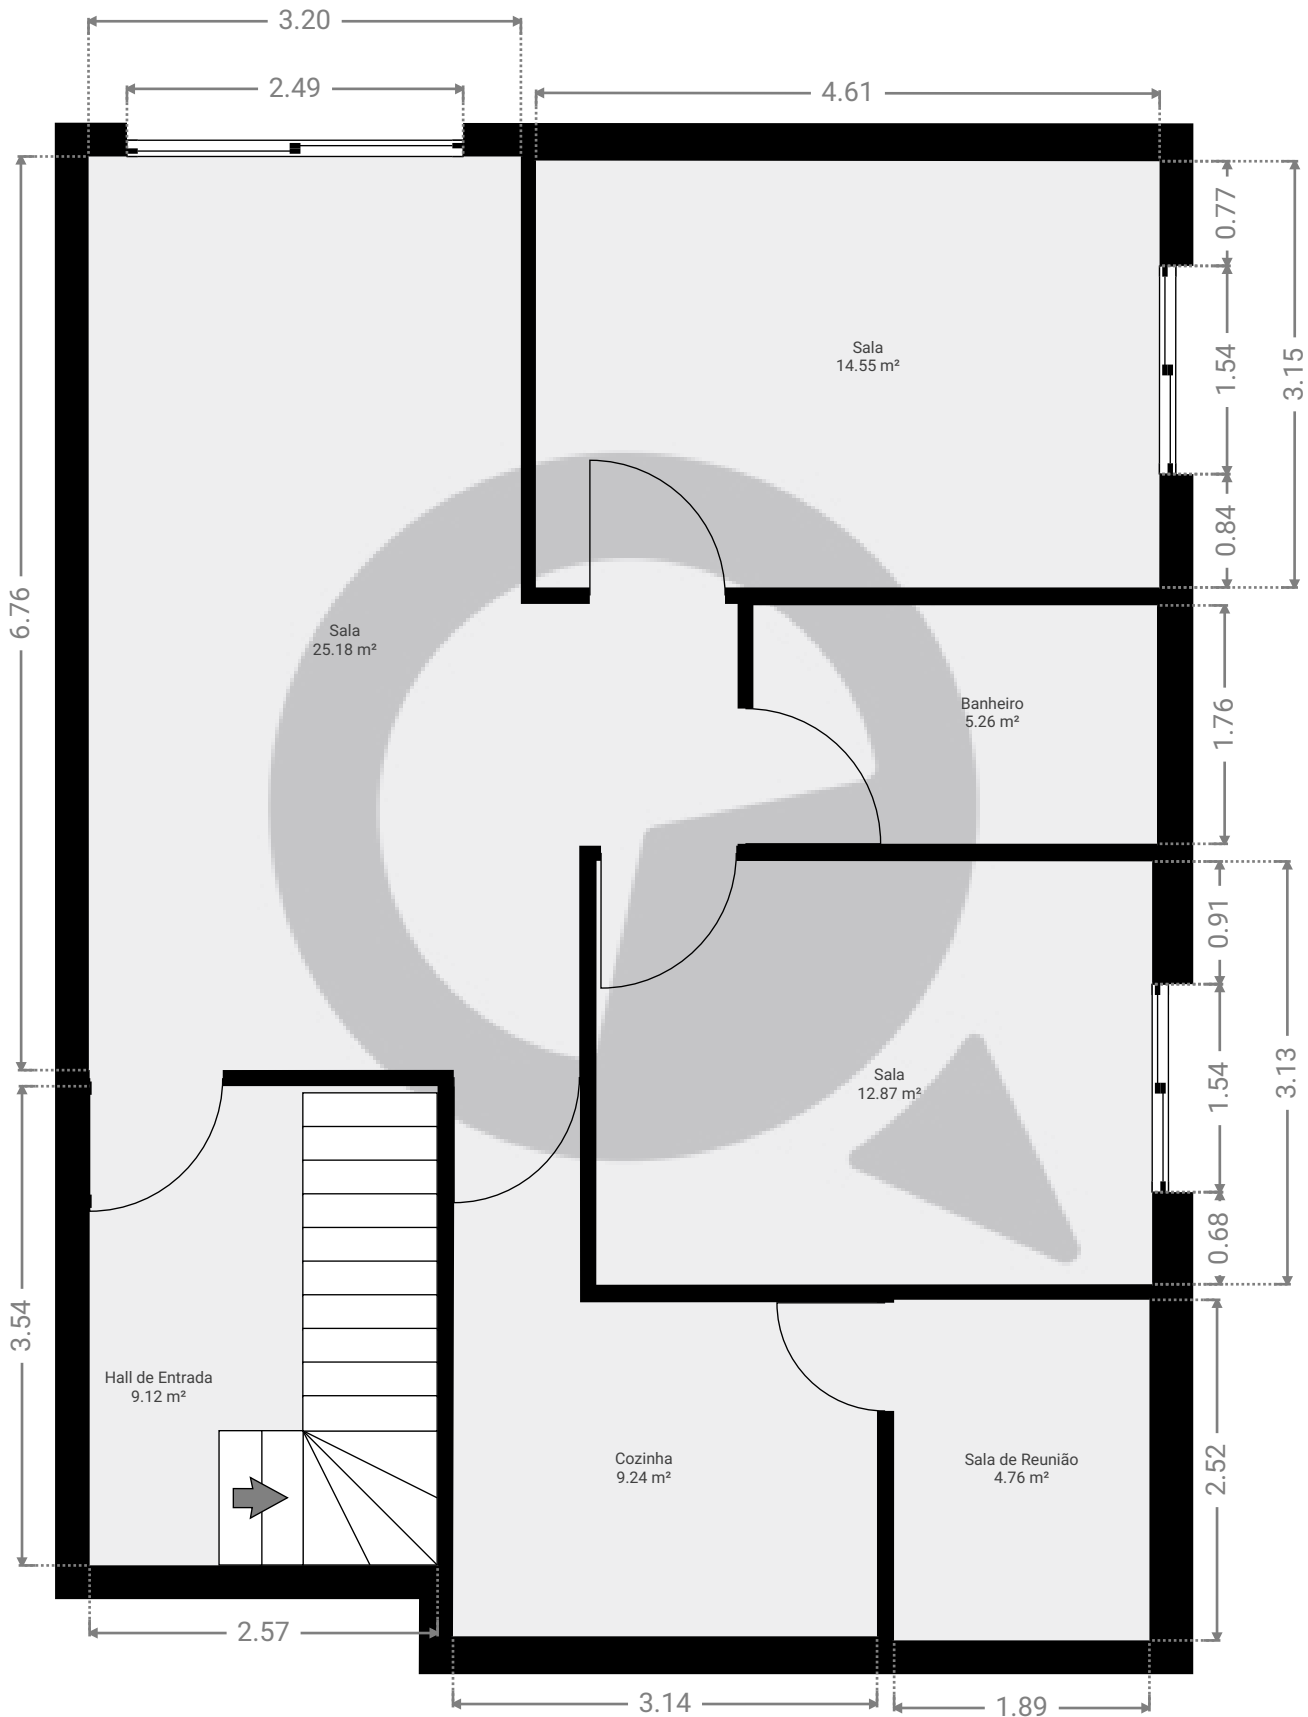 3.20
2.49
4.61
0.77
1.54
3.15
0.84
Sala
14.55 m²
6.76
Sala
25.18 m²
Banheiro
5.26 m²
1.76
0.91
1.54
3.13
0.68
Sala
12.87 m²
3.54
Hall de Entrada
9.12 m²
Cozinha
9.24 m²
Sala de Reunião
4.76 m²
2.52
2.57
3.14
1.89